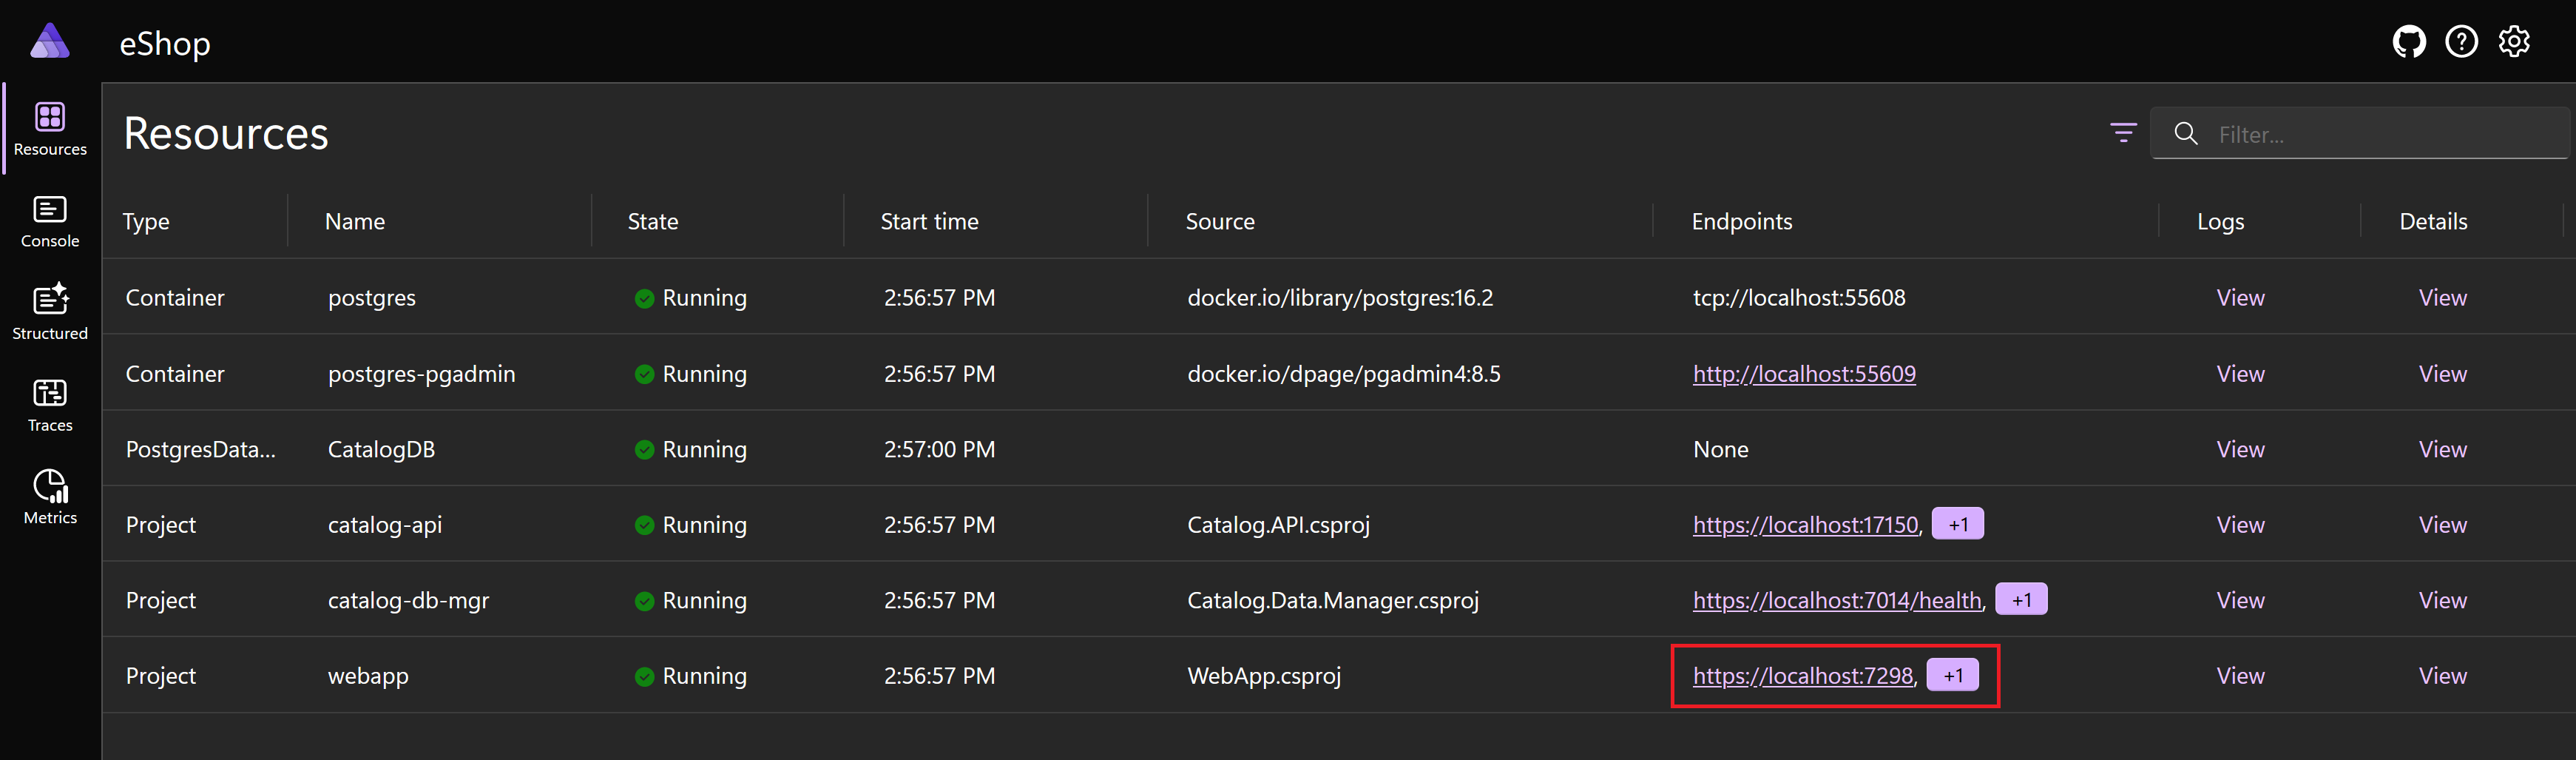 eShop
Resources
Console
Structured
Traces
Metrics
Resources
Filter...
Type Name State Start time Source Endpoints Logs Details
Container postgres Running 2:56:57 PM docker.io/library/postgres:16.2 tcp://localhost:55608 View View
Container postgres-pgadmin Running 2:56:57 PM docker.io/dpage/pgadmin4:8.5 http://localhost:55609 View View
PostgresData... CatalogDB Running 2:57:00 PM None View View
Project catalog-api Running 2:56:57 PM Catalog.API.csproj https://localhost:17150, +1 View View
Project catalog-db-mgr Running 2:56:57 PM Catalog.Data.Manager.csproj https://localhost:7014/health, +1 View View
Project webapp Running 2:56:57 PM WebApp.csproj https://localhost:7298, +1 View View